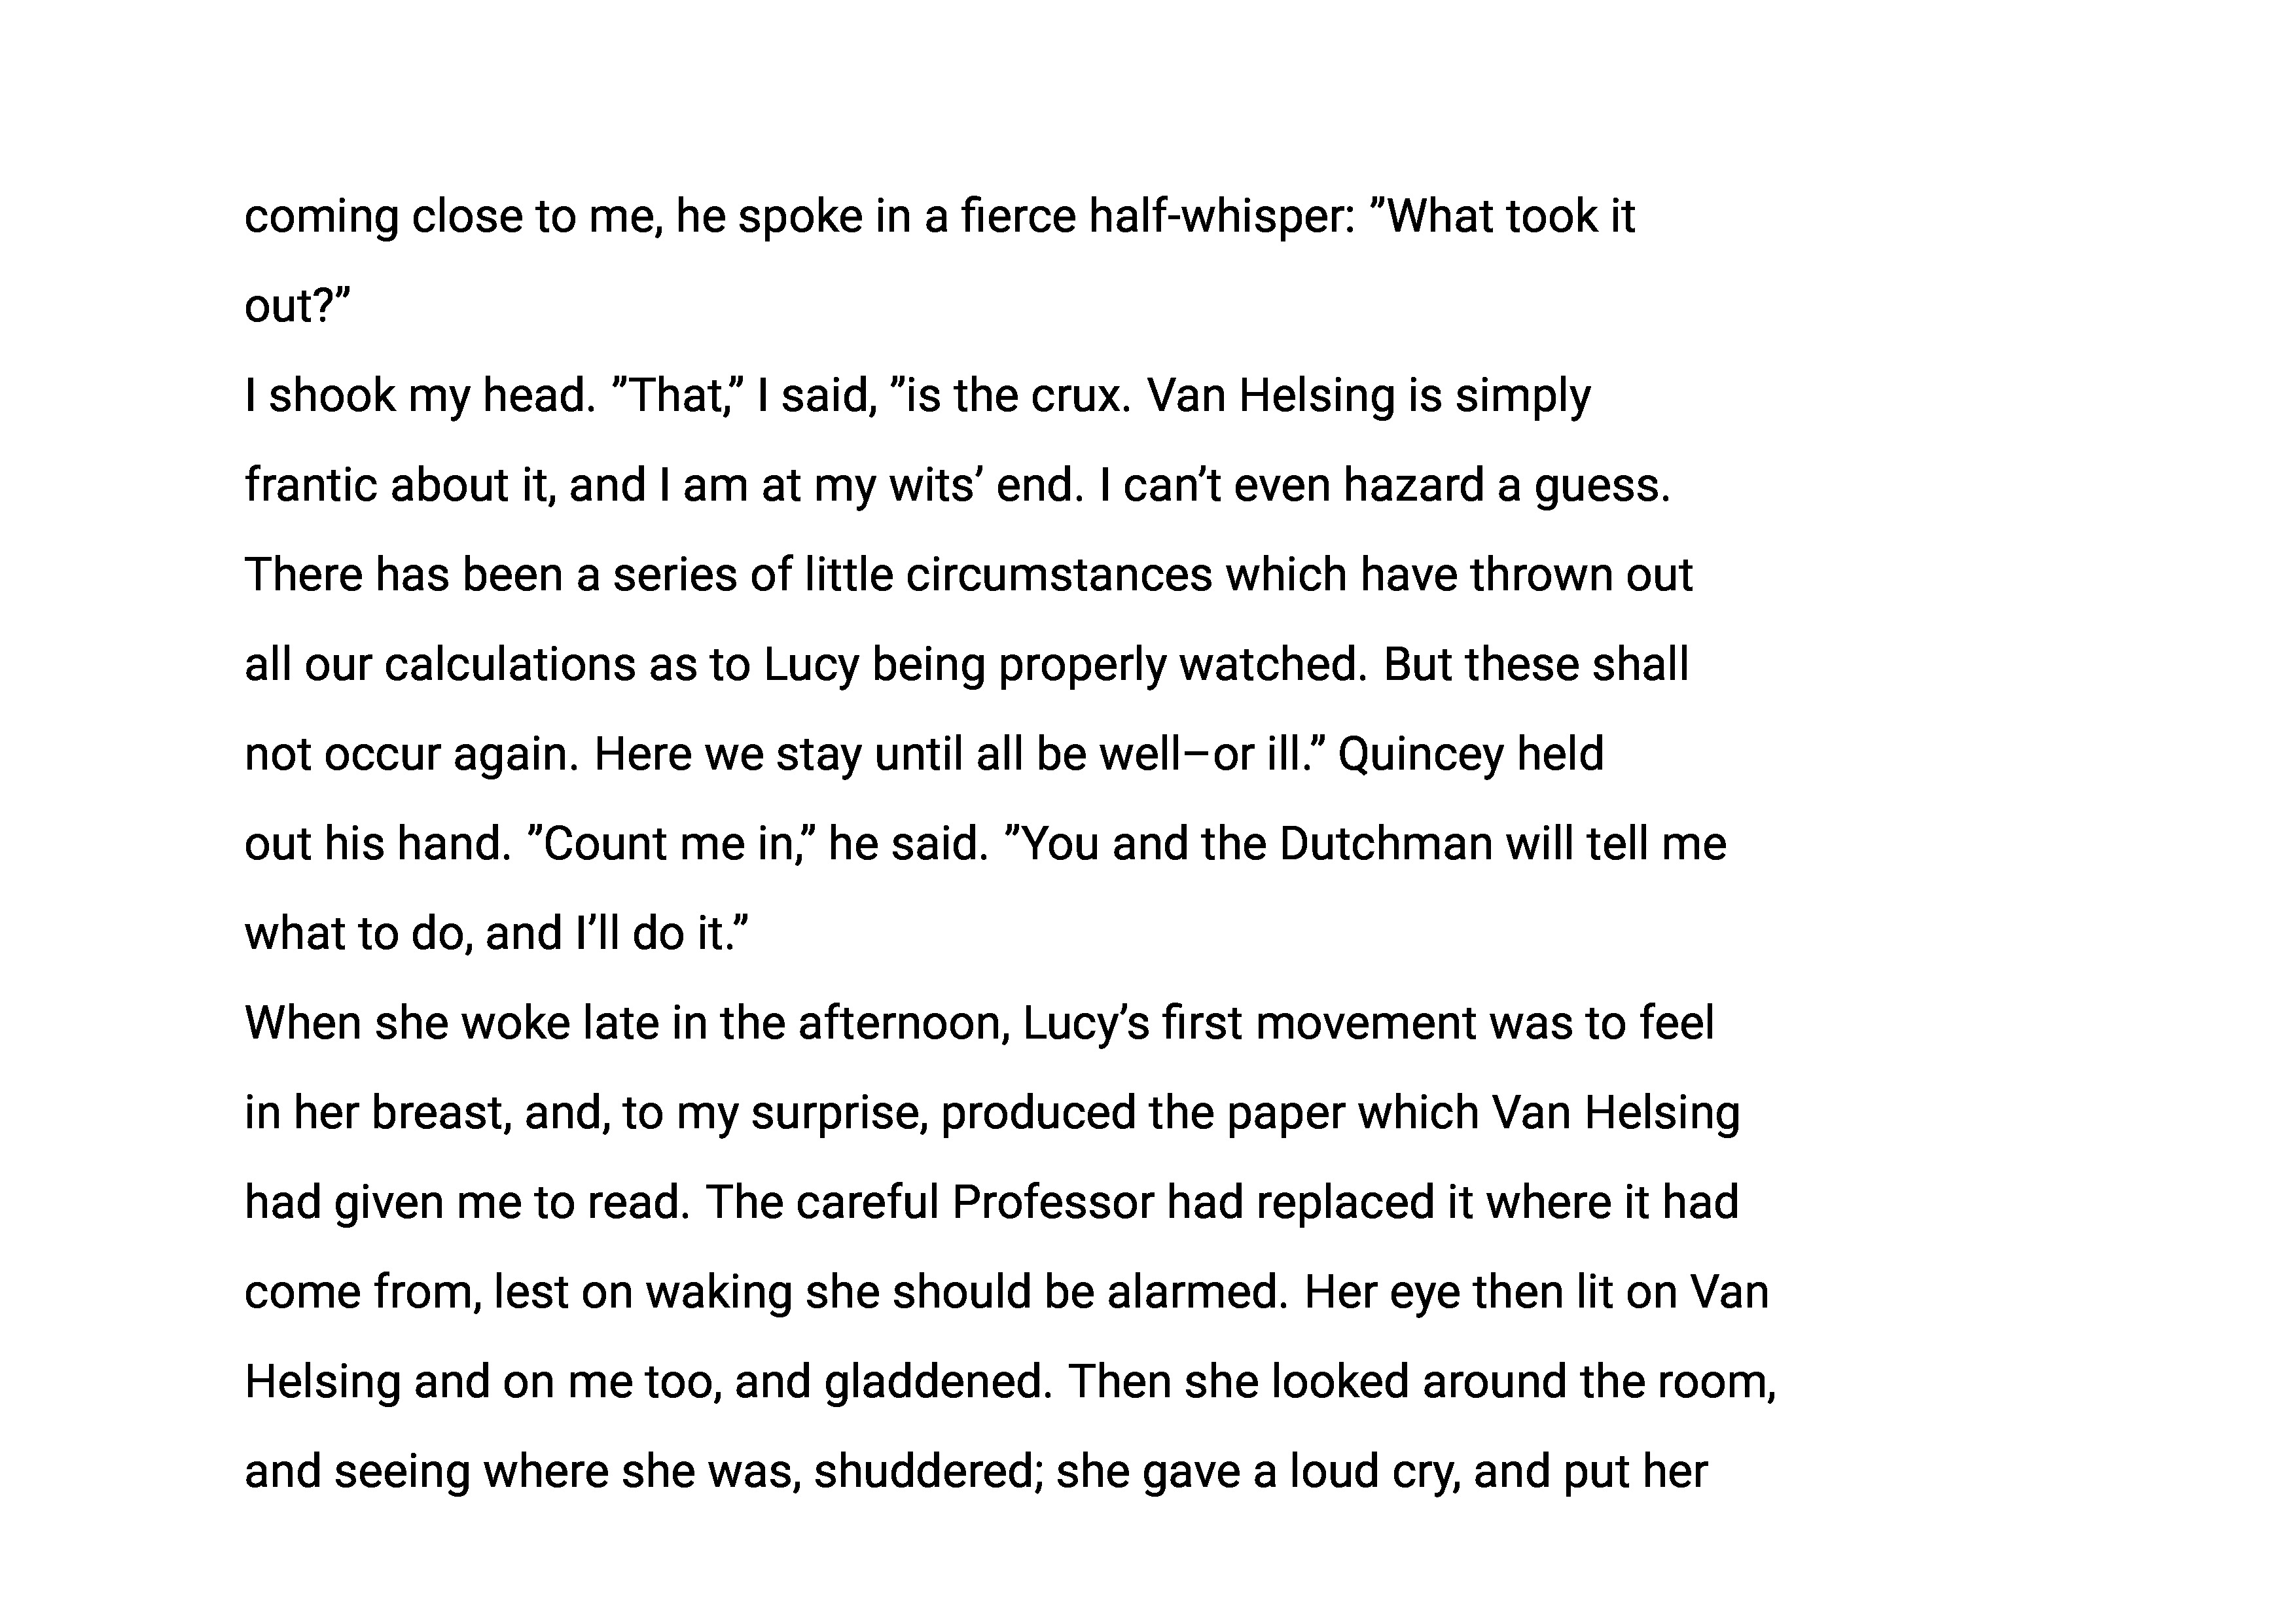 coming close to me, he spoke in a fierce half-whisper: ”What took it
out?”
I shook my head. ”That,” I said, ”is the crux. Van Helsing is simply
frantic about it, and I am at my wits’ end. I can’t even hazard a guess.
There has been a series of little circumstances which have thrown out
all our calculations as to Lucy being properly watched. But these shall
not occur again. Here we stay until all be well–or ill.” Quincey held
out his hand. ”Count me in,” he said. ”You and the Dutchman will tell me
what to do, and I’ll do it.”
When she woke late in the afternoon, Lucy’s first movement was to feel
in her breast, and, to my surprise, produced the paper which Van Helsing
had given me to read. The careful Professor had replaced it where it had
come from, lest on waking she should be alarmed. Her eye then lit on Van
Helsing and on me too, and gladdened. Then she looked around the room,
and seeing where she was, shuddered; she gave a loud cry, and put her